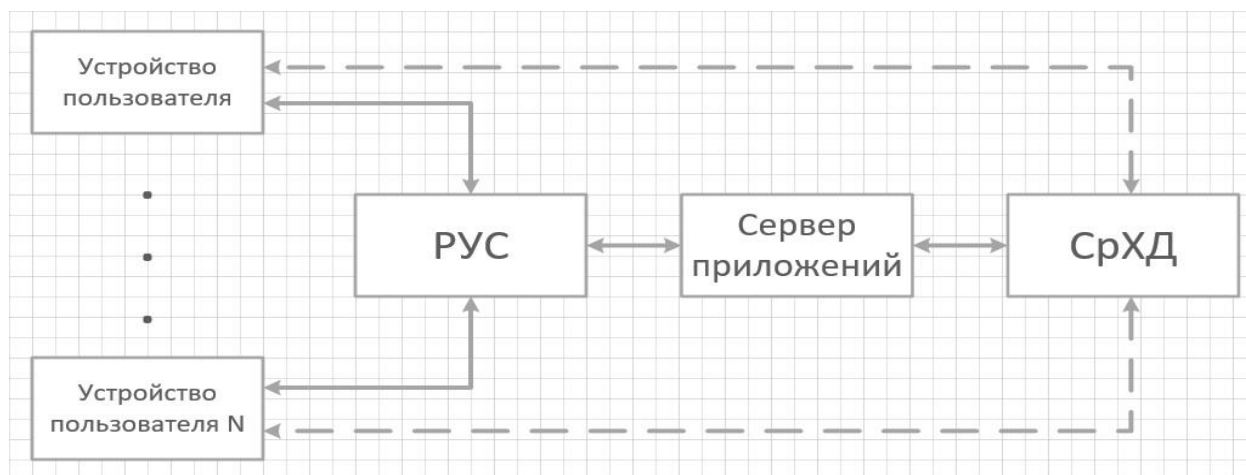 Устройство
пользователя
РУС
Сервер
приложений
СрХД
Устройство
пользователя N